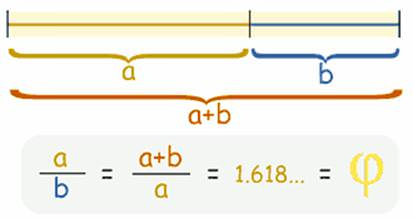 a
b
a+b
a/b = a+b/a = 1.618... = φ